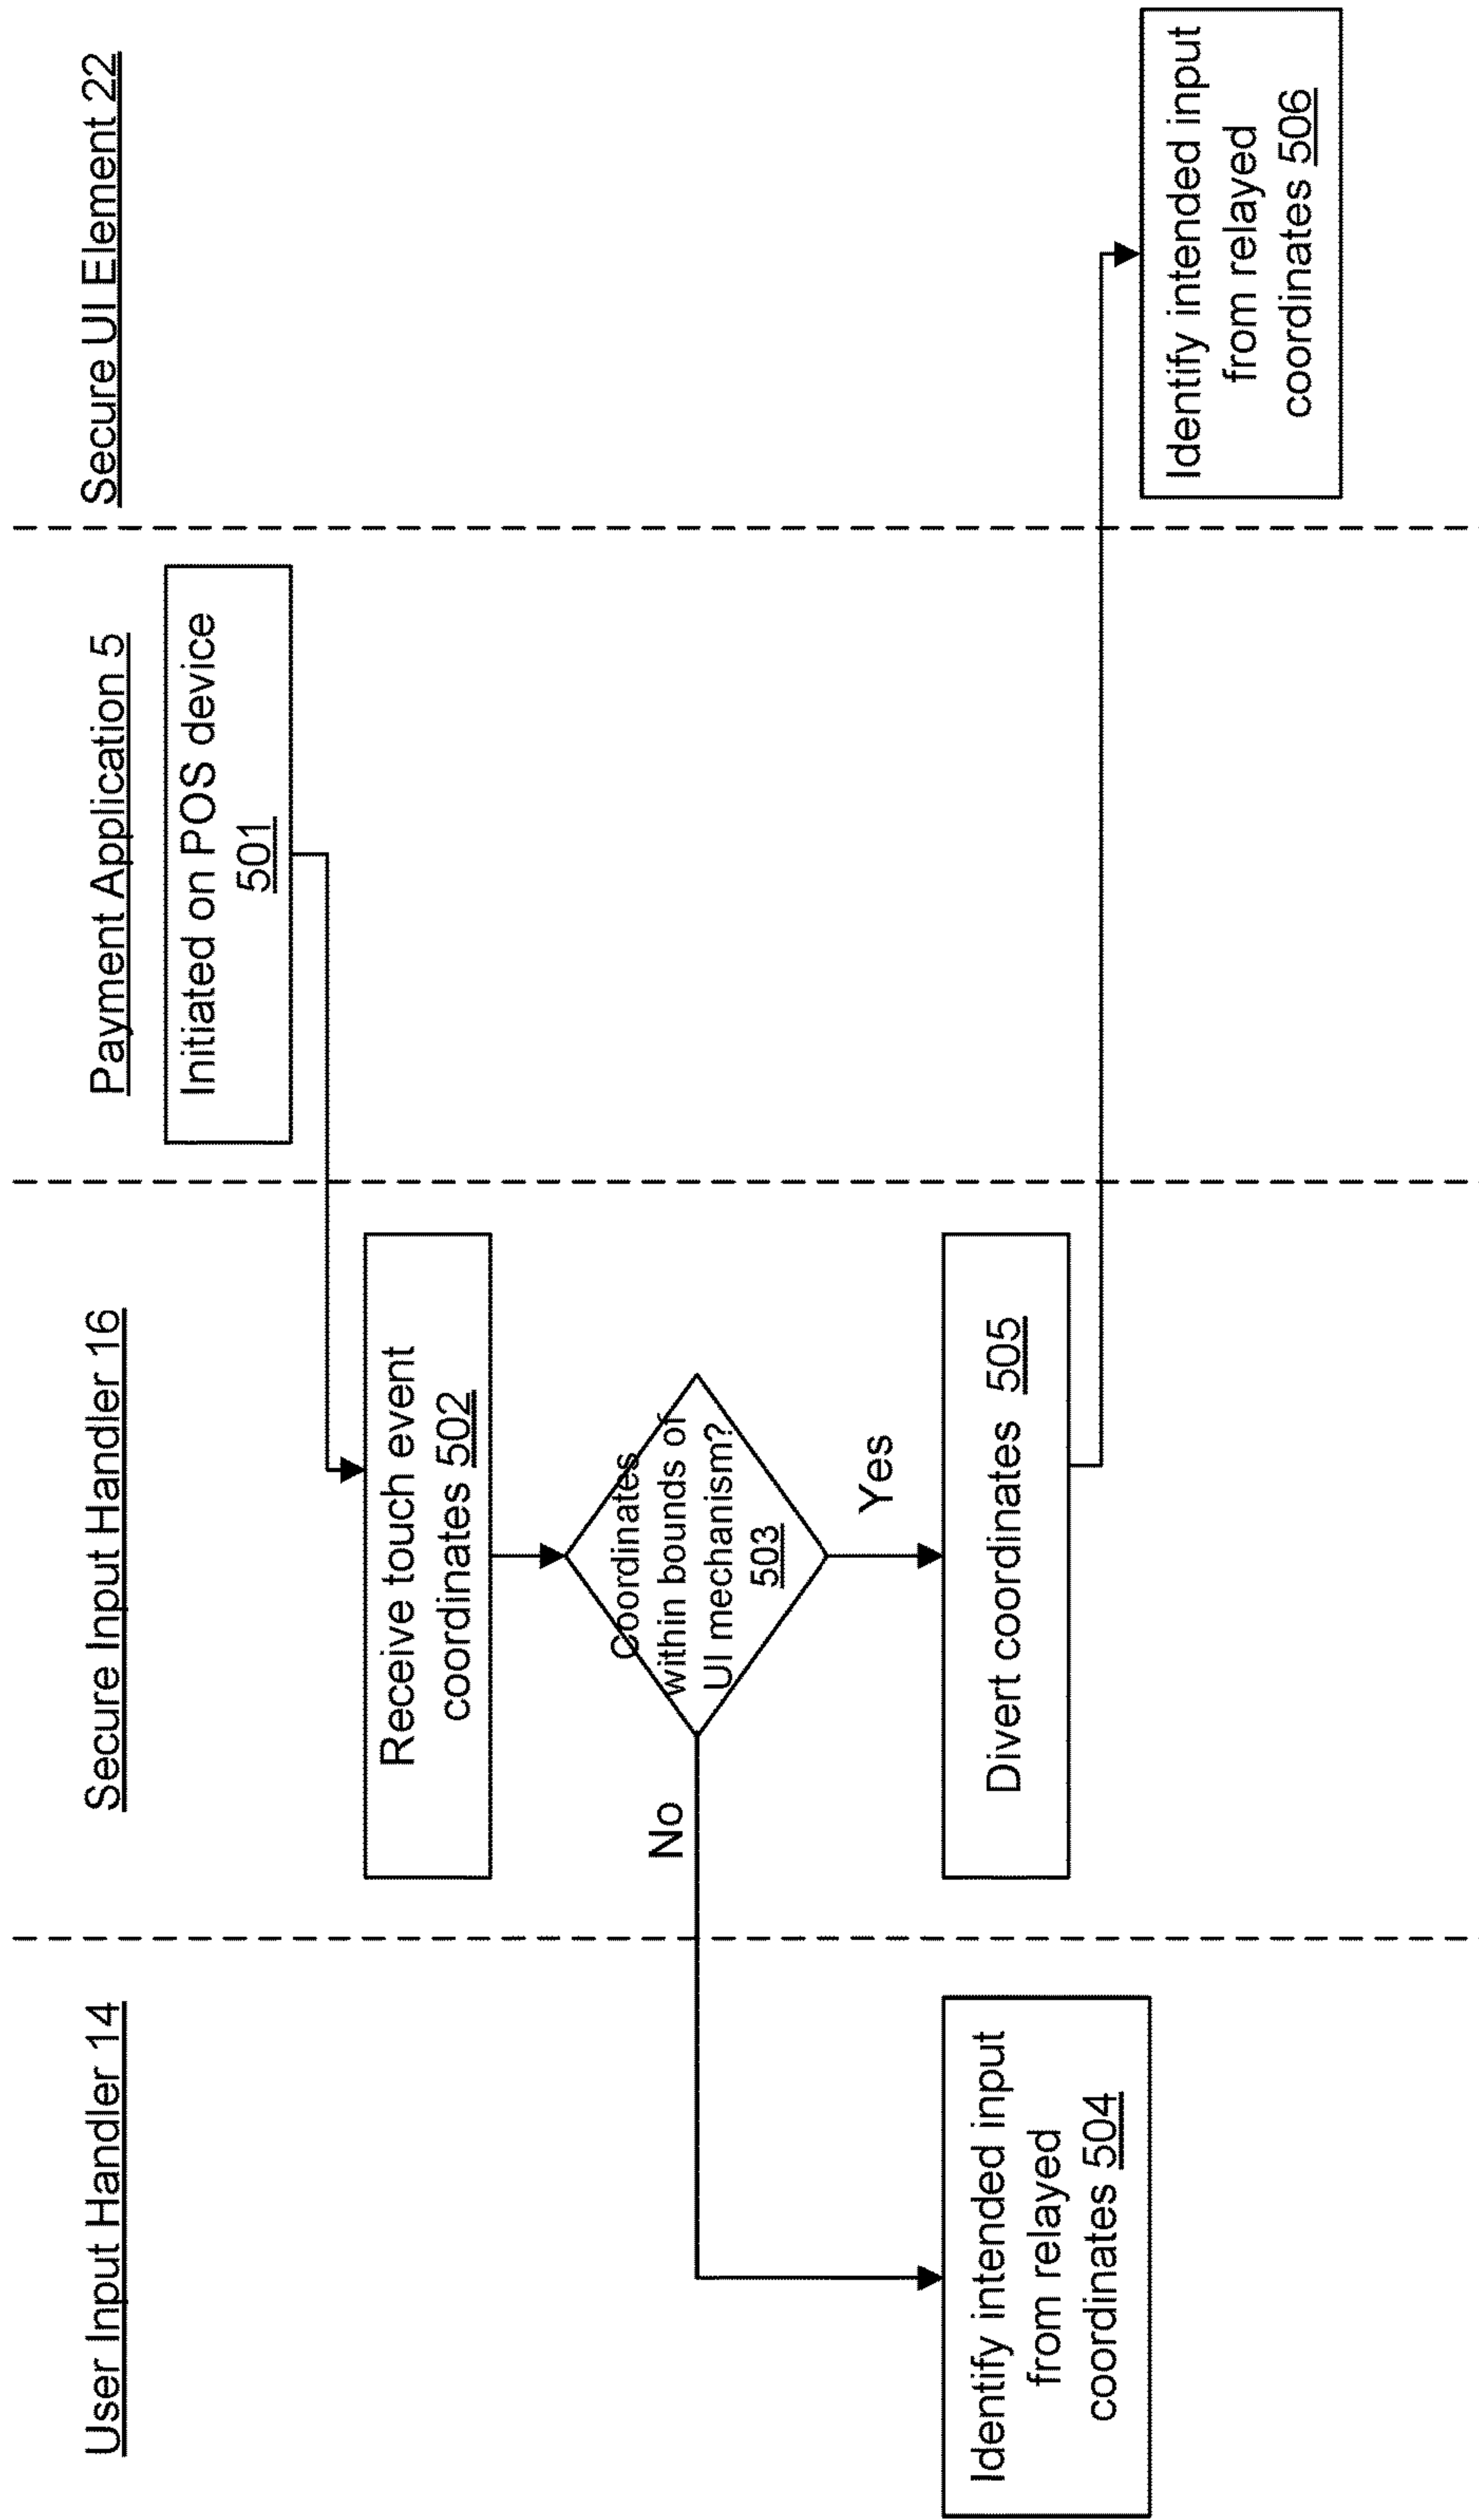 User Input Handler 14
Secure Input Handler 16
Payment Application 5
Secure UI Element 22
Initiated on POS device
501
Receive touch event
coordinates 502
Coordinates
within bounds of
UI mechanism?
503
No
Yes
Identify intended input
from relayed
coordinates 504
Divert coordinates 505
Identify intended input
from relayed
coordinates 506